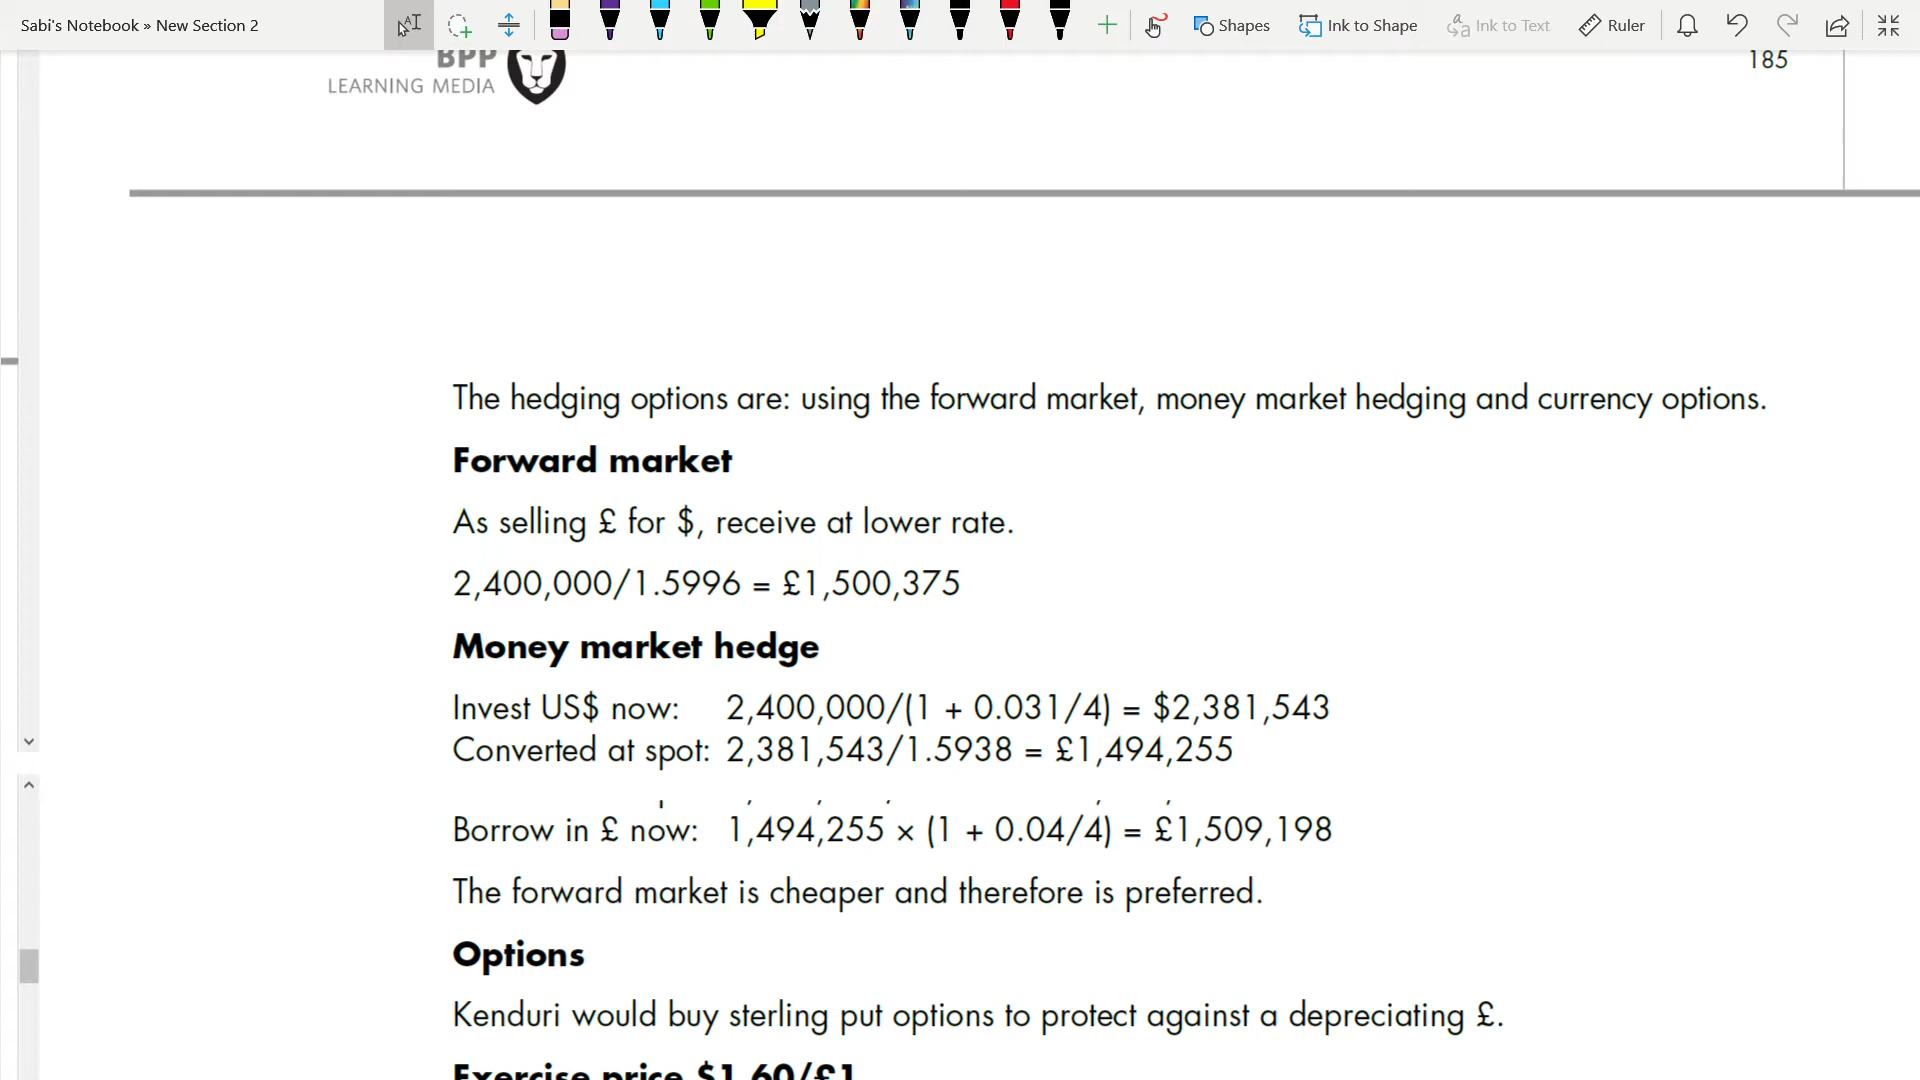 Sabi's Notebook » New Section 2
Shapes
Ink to Shape
Ink to Text
Ruler
BPP
LEARNING MEDIA
185
The hedging options are: using the forward market, money market hedging and currency options.
Forward market
As selling £ for $, receive at lower rate.
2,400,000/1.5996 = £1,500,375
Money market hedge
Invest US$ now: 2,400,000/(1 + 0.031/4) = $2,381,543
Converted at spot: 2,381,543/1.5938 = £1,494,255
Borrow in £ now: 1,494,255 × (1 + 0.04/4) = £1,509,198
The forward market is cheaper and therefore is preferred.
Options
Kenduri would buy sterling put options to protect against a depreciating £.
Exercise price $1.60/£1